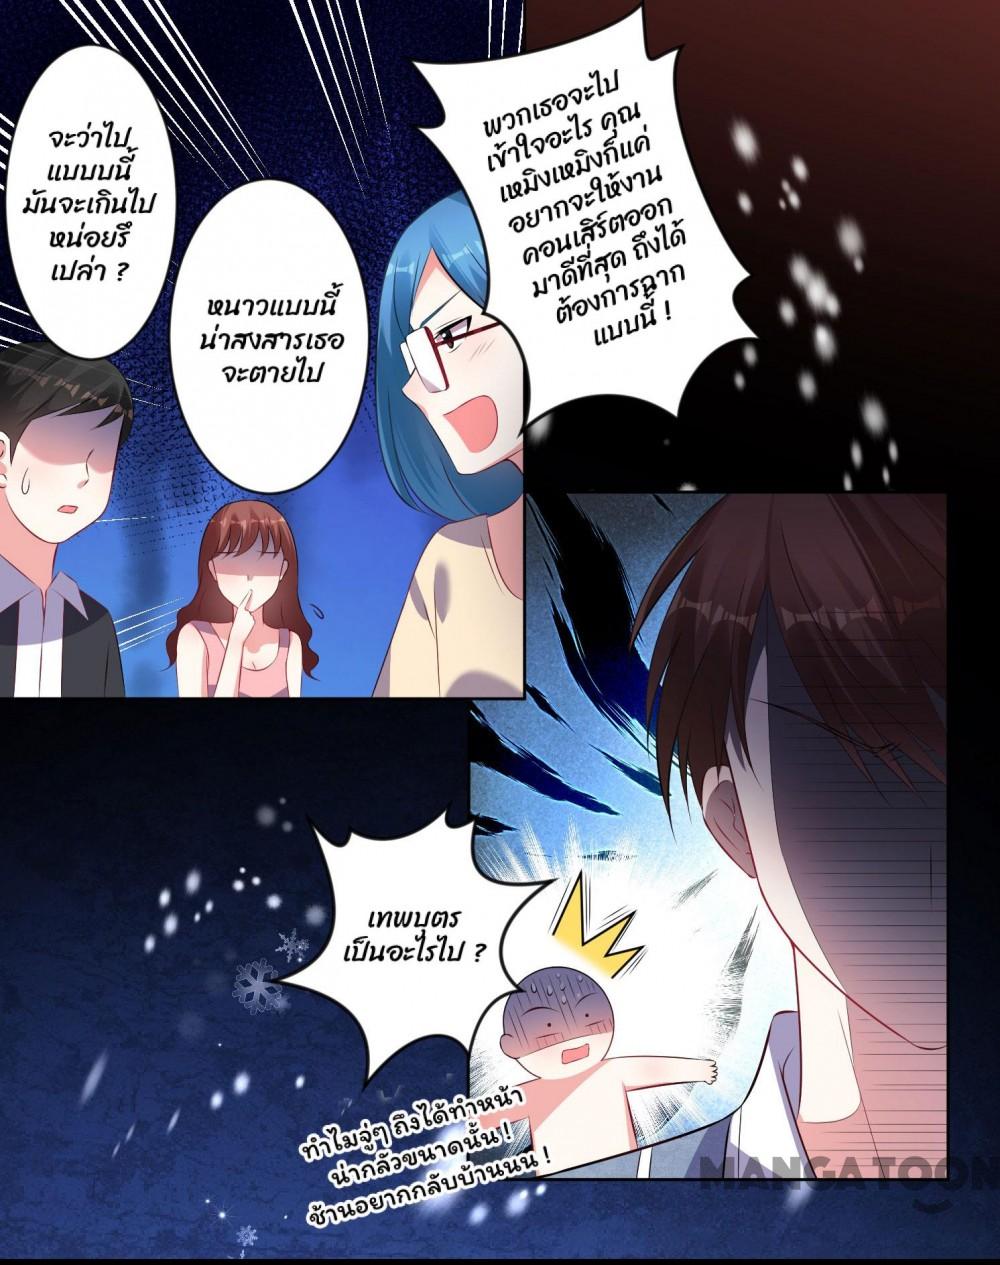 จะว่าไป
แบบบนี้
มันจะเกินไป
หน่อยรึ
เปล่า ?
หนาวแบบนี้
น่าสงสารเธอ
จะตายไป
พวกเธอจะไป
เข้าใจอะไร คุณ
เหมิงเหมิงก็แค่
อยากจะให้งาน
คอนเสิร์ตออก
มาดีที่สุด ถึงได้
ต้องการฉาก
แบบนี้ !
เทพบุตร
เป็นอะไรไป ?
ทำไมจู่ๆ ถึงได้ทำหน้า
น่ากลัวขนาดนั้น !
ช้านอยากกลับบ้านนน !
MANGATOON